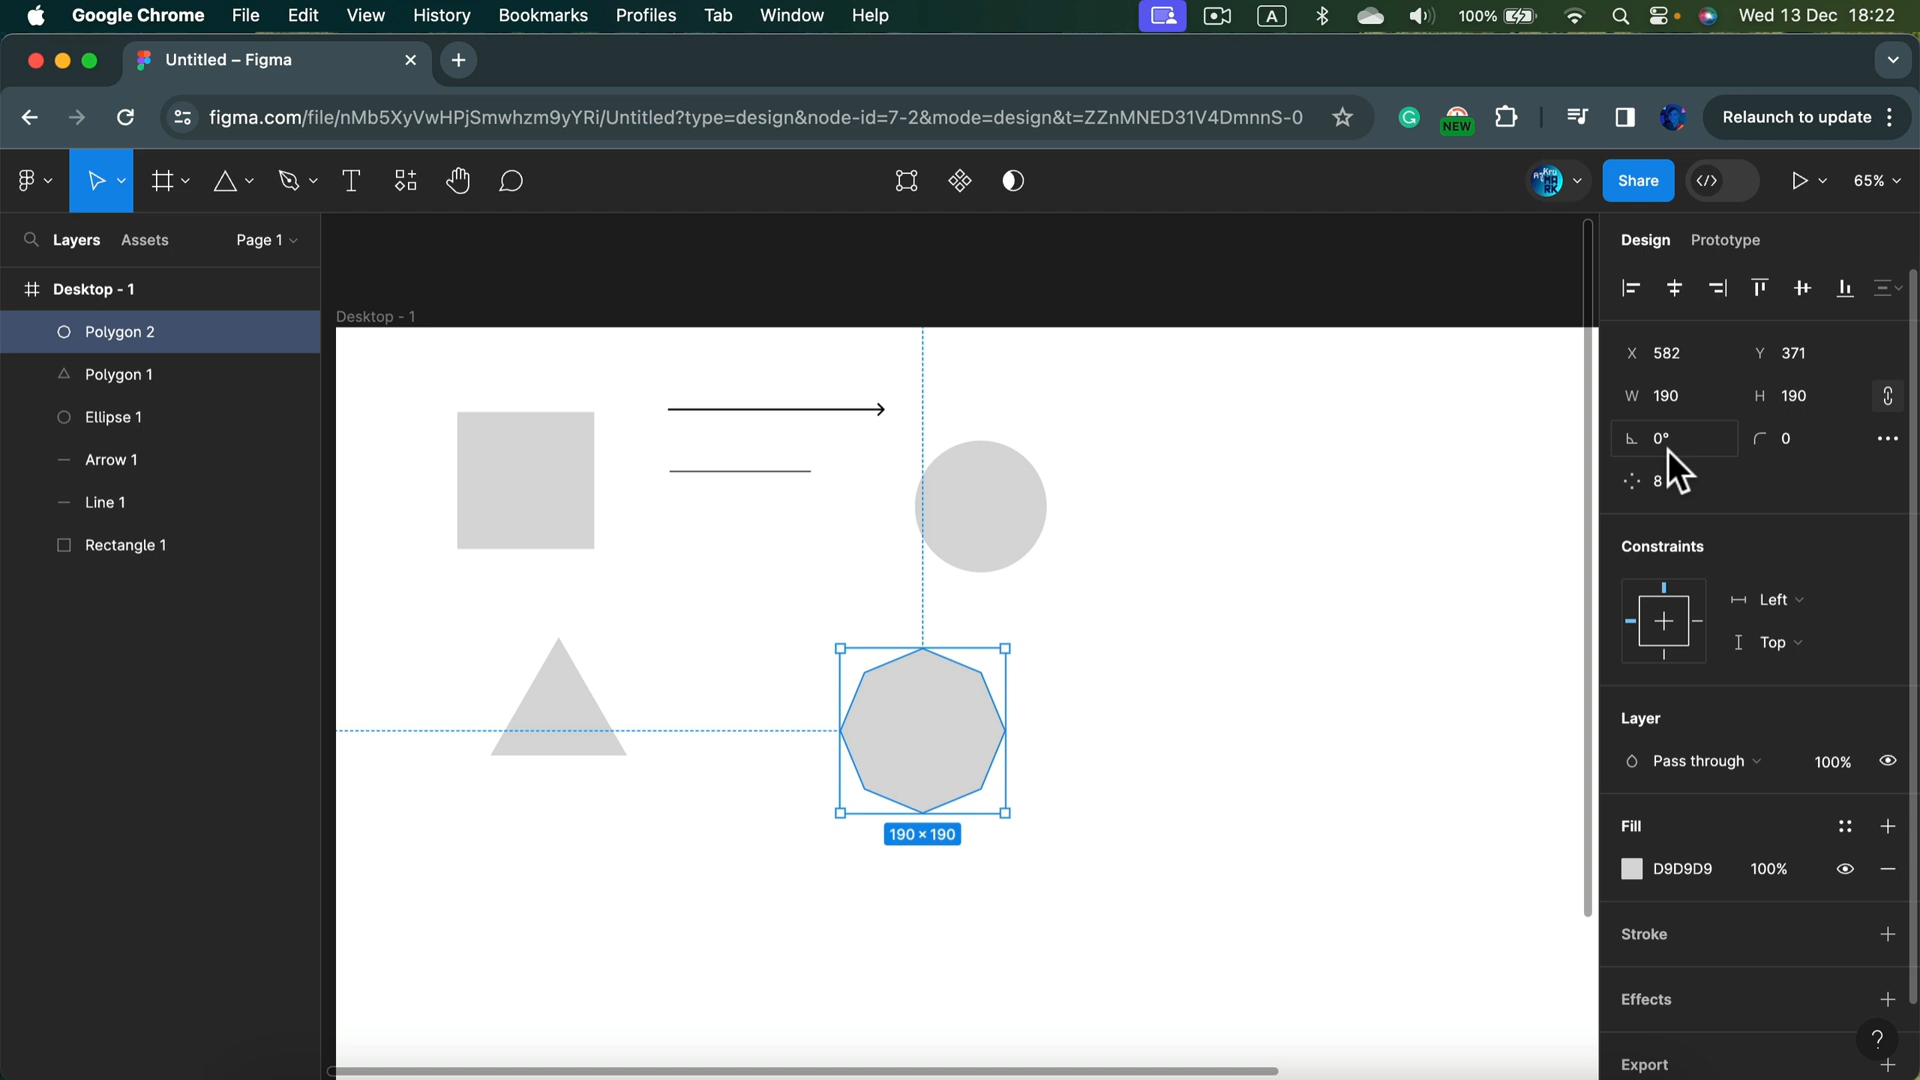 Google Chrome File Edit View History Bookmarks Profiles Tab Window Help A 100% Wed 13 Dec 18:22
Untitled – Figma
figma.com/file/nMb5XyVwHPjSmwhzm9yYRi/Untitled?type=design&node-id=7-2&mode=design&t=ZZnMNED31V4DmnnS-0 NEW Relaunch to update
T Share 65%
Layers Assets Page 1 Design Prototype
Desktop - 1
Desktop - 1
Polygon 2
X 582 Y 371
Polygon 1
W 190 H 190
Ellipse 1
0° 0
Arrow 1
8
Line 1
Rectangle 1
Constraints
Left
Top
Layer
Pass through 100%
Fill
190 × 190
D9D9D9 100%
Stroke
Effects
?
Export